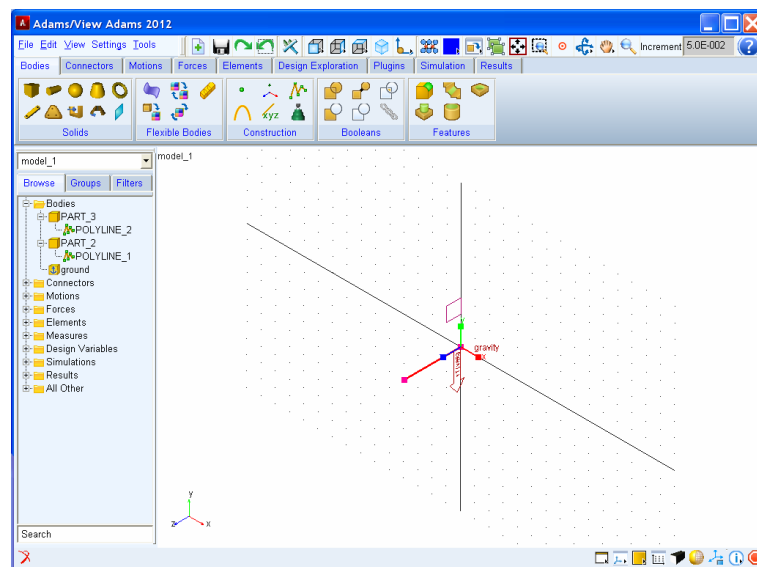 Adams/View Adams 2012
File Edit View Settings Tools
Increment 5.0E-002
Bodies Connectors Motions Forces Elements Design Exploration Plugins Simulation Results
xyz
Solids Flexible Bodies Construction Booleans Features
model_1
model_1
Browse Groups Filters
Bodies
PART_3
POLYLINE_2
PART_2
POLYLINE_1
ground
Connectors
Motions
Forces
Elements
Measures
Design Variables
Simulations
Results
All Other
gravity
x
y
z x
Search